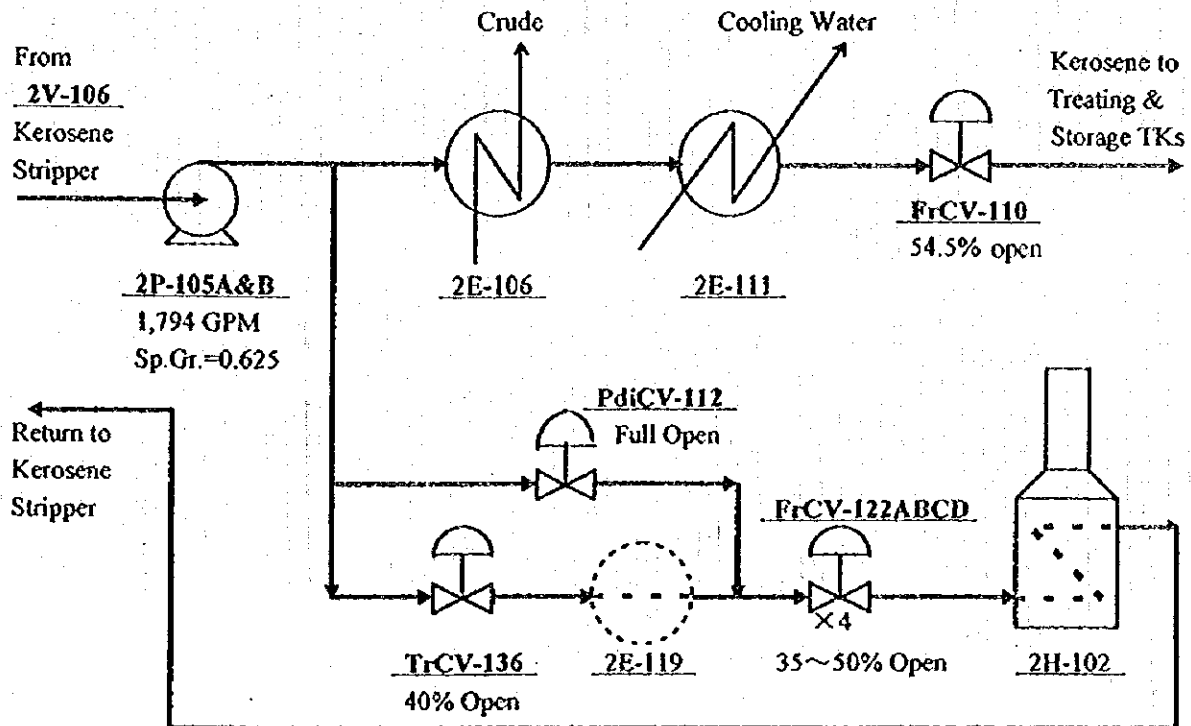 Crude
Cooling Water
From
2V-106
Kerosene
Stripper
Kerosene to
Treating &
Storage TKs
FrCV-110
54.5% open
2P-105A&B
1,794 GPM
Sp.Gr.=0.625
2E-106
2E-111
Return to
Kerosene
Stripper
PdiCV-112
Full Open
FrCV-122ABCD
×4
TrCV-136
40% Open
2E-119
35～50% Open
2H-102